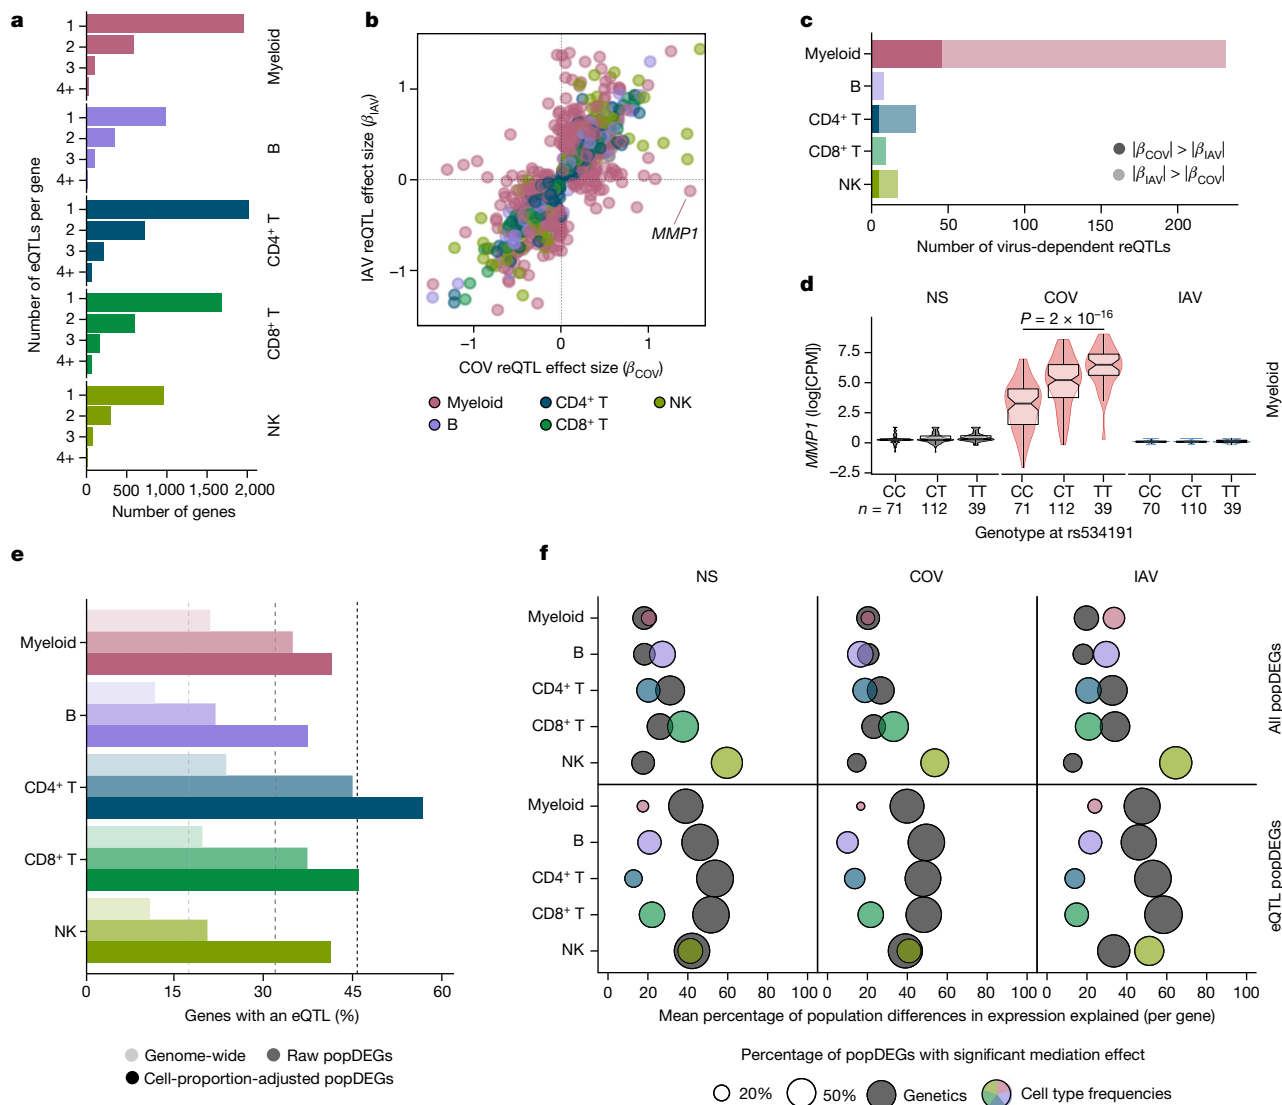 a
Number of eQTLs per gene
1
2
3
4+
Myeloid
1
2
3
4+
B
1
2
3
4+
CD4+ T
1
2
3
4+
CD8+ T
1
2
3
4+
NK
0 500 1,000 1,500 2,000
Number of genes
b
IAV reQTL effect size (βIAV)
1
0
−1
MMP1
−1 0 1
COV reQTL effect size (βCOV)
Myeloid CD4+ T NK
B CD8+ T
c
Myeloid
B
CD4+ T
CD8+ T
NK
|βCOV| > |βIAV|
|βIAV| > |βCOV|
0 50 100 150 200
Number of virus-dependent reQTLs
d
NS COV IAV
P = 2 × 10−16
MMP1 (log[CPM])
7.5
5.0
2.5
0
−2.5
Myeloid
CC CT TT CC CT TT CC CT TT
n = 71 112 39 71 112 39 70 110 39
Genotype at rs534191
e
Myeloid
B
CD4+ T
CD8+ T
NK
0 15 30 45 60
Genes with an eQTL (%)
Genome-wide Raw popDEGs
Cell-proportion-adjusted popDEGs
f
NS COV IAV
Myeloid
B
CD4+ T
CD8+ T
NK
All popDEGs
Myeloid
B
CD4+ T
CD8+ T
NK
eQTL popDEGs
0 20 40 60 80 100 0 20 40 60 80 100 0 20 40 60 80 100
Mean percentage of population differences in expression explained (per gene)
Percentage of popDEGs with significant mediation effect
20% 50% Genetics Cell type frequencies